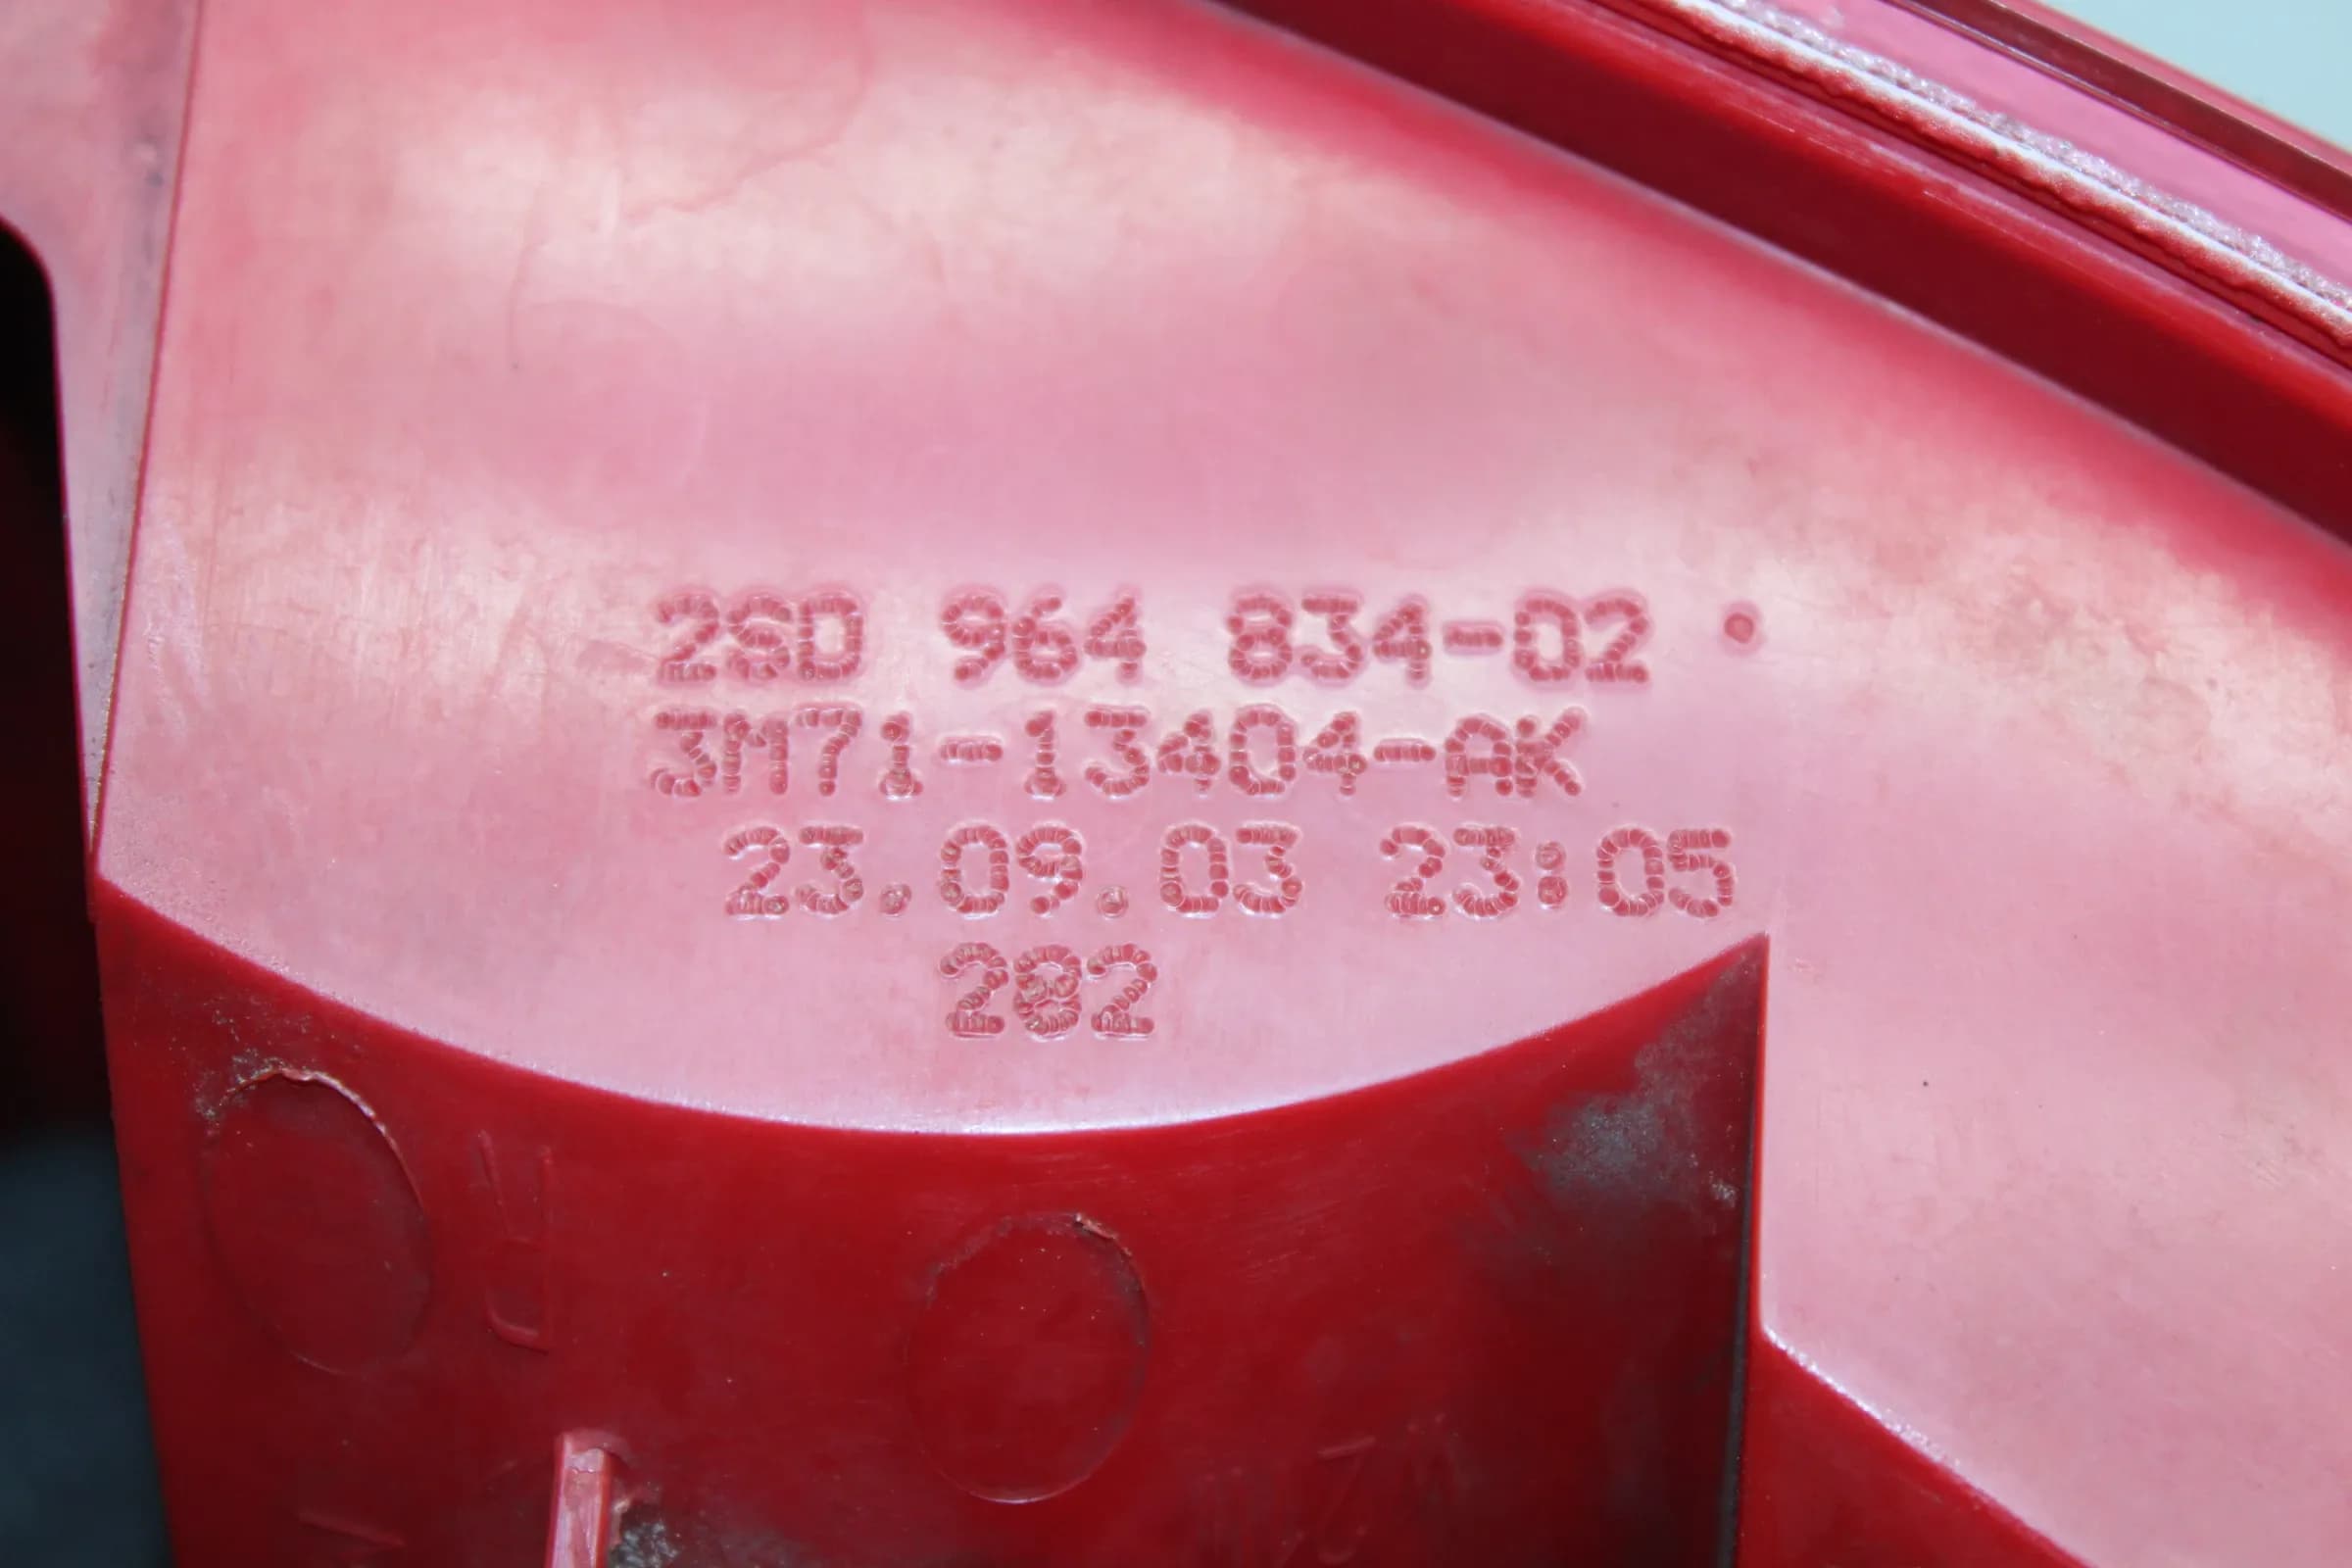 2SD 964 834-02 •
3M71-13404-AK
23.09.03 23:05
282